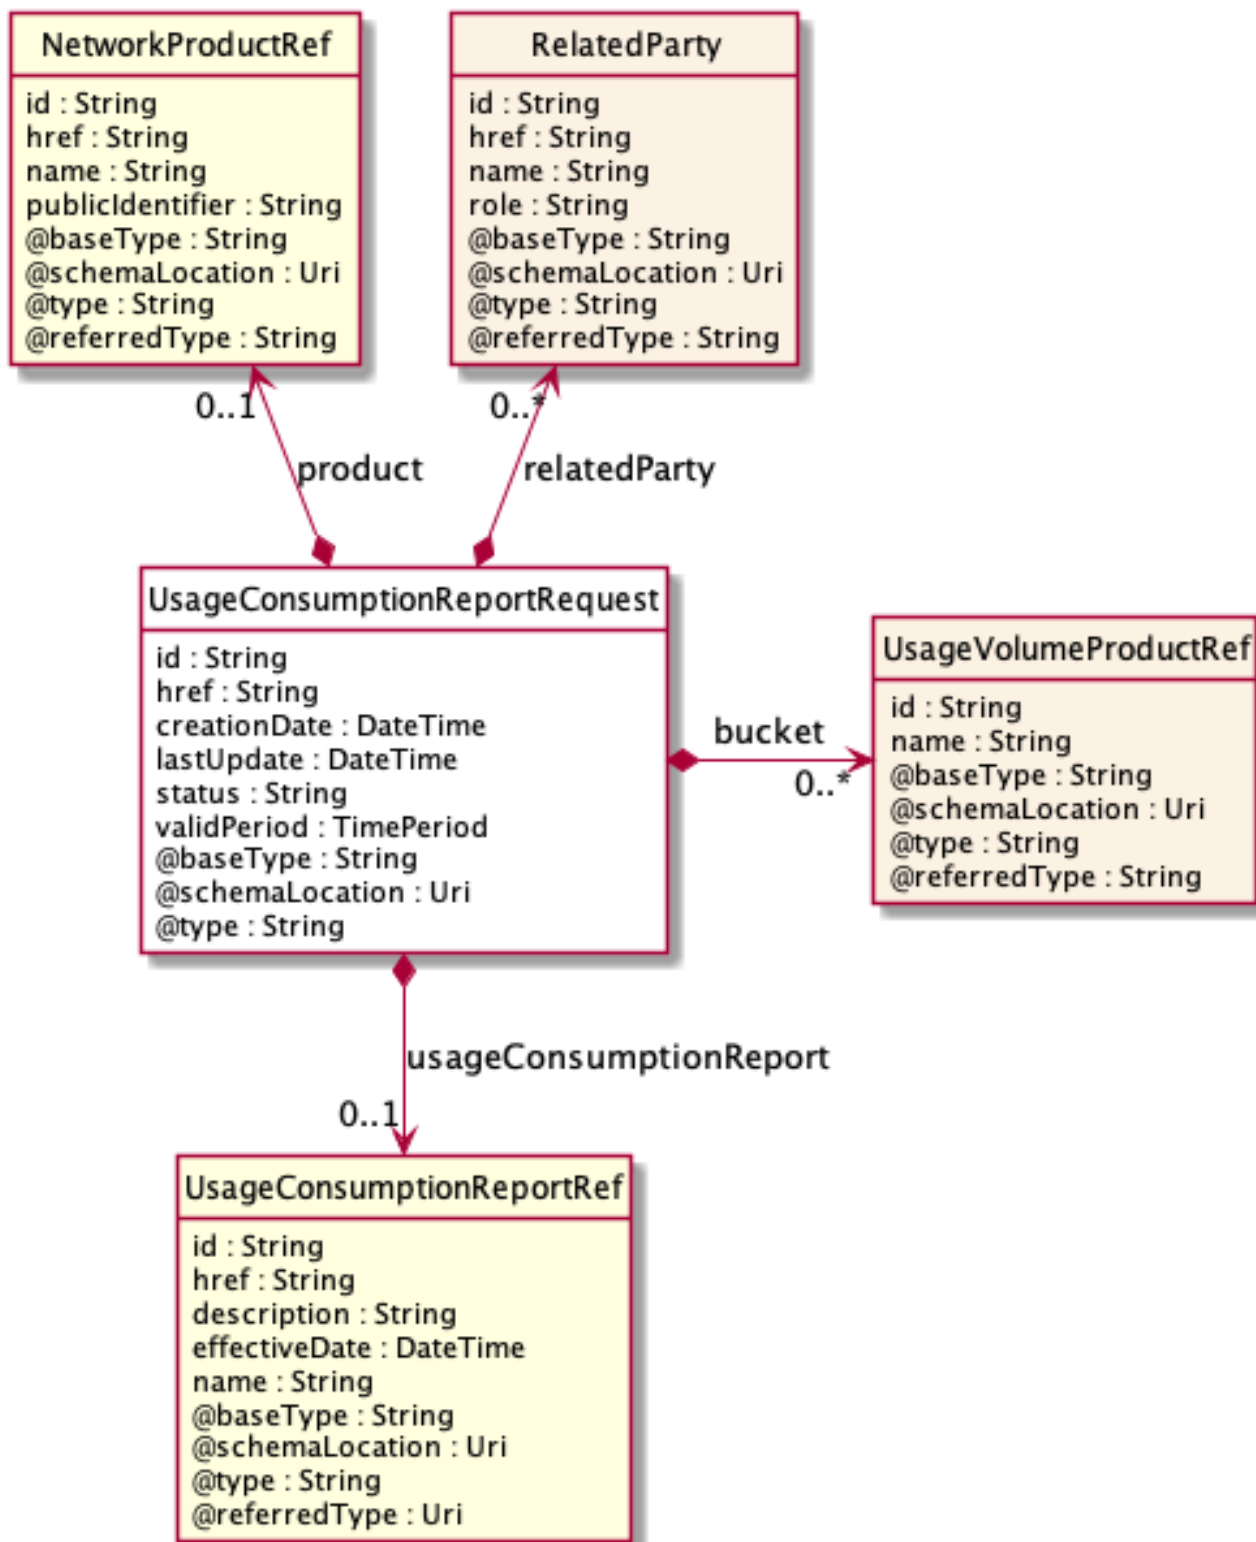 NetworkProductRef
id : String
href : String
name : String
publicIdentifier : String
@baseType : String
@schemaLocation : Uri
@type : String
@referredType : String
RelatedParty
id : String
href : String
name : String
role : String
@baseType : String
@schemaLocation : Uri
@type : String
@referredType : String
0..1
0..*
product
relatedParty
UsageConsumptionReportRequest
id : String
href : String
creationDate : DateTime
lastUpdate : DateTime
status : String
validPeriod : TimePeriod
@baseType : String
@schemaLocation : Uri
@type : String
bucket
0..*
UsageVolumeProductRef
id : String
name : String
@baseType : String
@schemaLocation : Uri
@type : String
@referredType : String
usageConsumptionReport
0..1
UsageConsumptionReportRef
id : String
href : String
description : String
effectiveDate : DateTime
name : String
@baseType : String
@schemaLocation : Uri
@type : String
@referredType : Uri